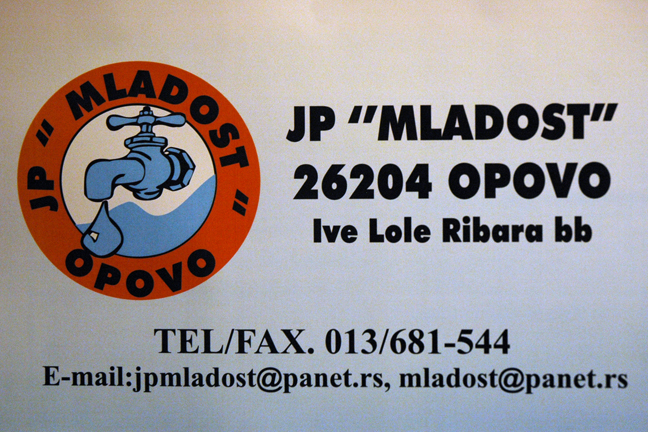 JP " MLADOST "
OPOVO
JP "MLADOST"
26204 OPOVO
Ive Lole Ribara bb
TEL/FAX. 013/681-544
E-mail:jpmladost@panet.rs, mladost@panet.rs